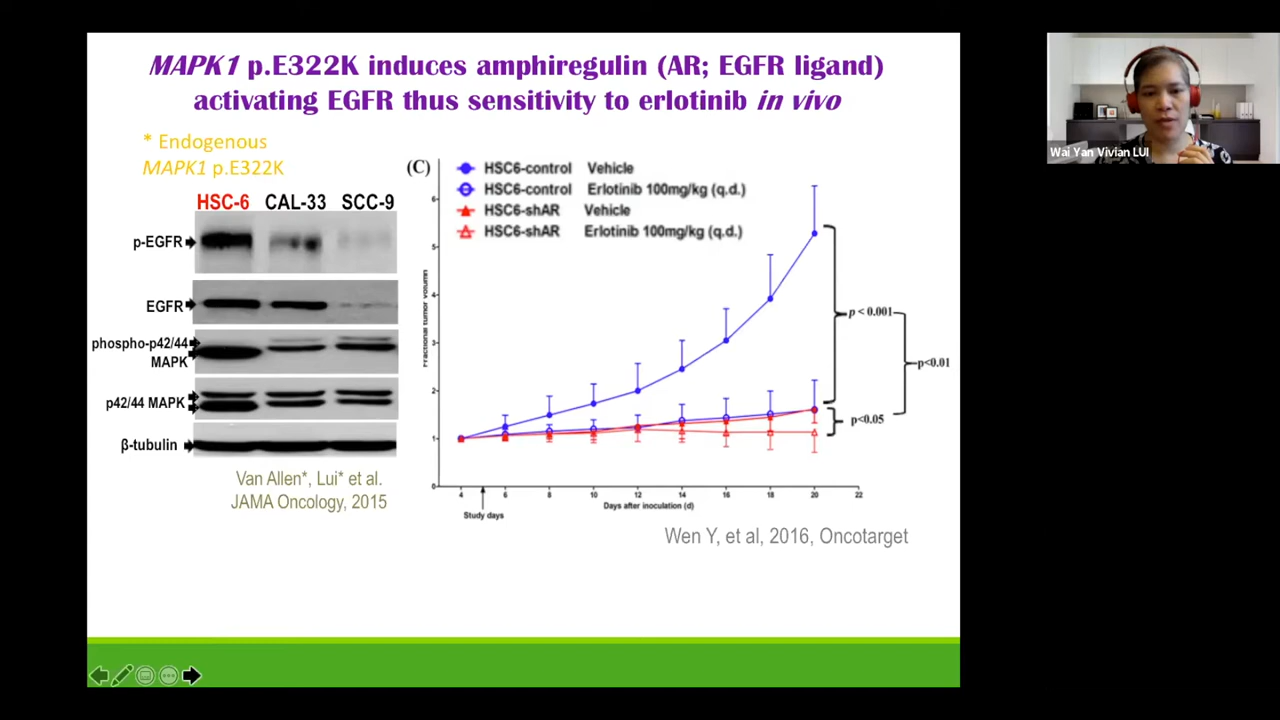 MAPK1 p.E322K induces amphiregulin (AR; EGFR ligand)
activating EGFR thus sensitivity to erlotinib in vivo
* Endogenous
MAPK1 p.E322K
HSC-6 CAL-33 SCC-9
p-EGFR
EGFR
phospho-p42/44
MAPK
p42/44 MAPK
β-tubulin
Van Allen*, Lui* et al.
JAMA Oncology, 2015
(C)
HSC6-control Vehicle
HSC6-control Erlotinib 100mg/kg (q.d.)
HSC6-shAR Vehicle
HSC6-shAR Erlotinib 100mg/kg (q.d.)
Fractional tumor volumn
6
5
4
3
2
1
0
4 6 8 10 12 14 16 18 20 22
Days after inoculation (d)
Study days
p < 0.001
p<0.01
p<0.05
Wen Y, et al, 2016, Oncotarget
Wai Yan Vivian LUI